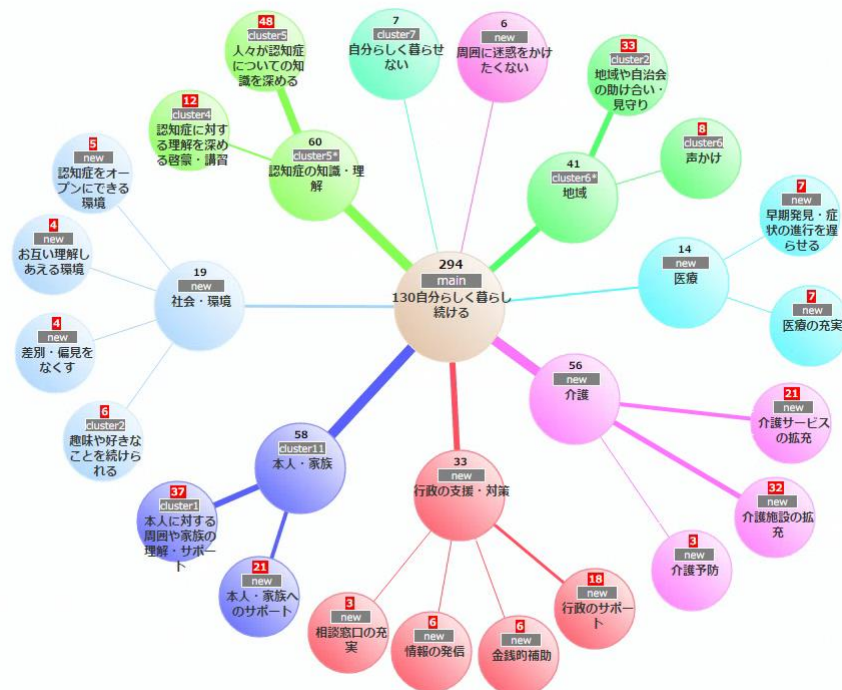 48
cluster5
人々が認知症
についての知
識を深める
12
cluster4
認知症に対す
る理解を深め
る啓蒙・講習
60
cluster5*
認知症の知識・理
解
7
cluster7
自分らしく暮らせ
ない
6
new
周囲に迷惑をかけ
たくない
33
cluster2
地域や自治会
の助け合い・
見守り
8
cluster6
声かけ
41
cluster6*
地域
5
new
認知症をオー
プンにできる
環境
4
new
お互い理解し
あえる環境
4
new
差別・偏見を
なくす
6
cluster2
趣味や好きな
ことを続けられ
る
19
new
社会・環境
294
main
130自分らしく暮らし
続ける
14
new
医療
7
new
早期発見・症
状の進行を遅
らせる
7
new
医療の充実
56
new
介護
21
new
介護サービス
の拡充
32
new
介護施設の拡
充
3
new
介護予防
58
cluster11
本人・家族
37
cluster1
本人に対する
周囲や家族の
理解・サポー
ト
21
new
本人・家族へ
のサポート
33
new
行政の支援・対策
3
new
相談窓口の充
実
6
new
情報の発信
6
new
金銭的補助
18
new
行政のサポー
ト